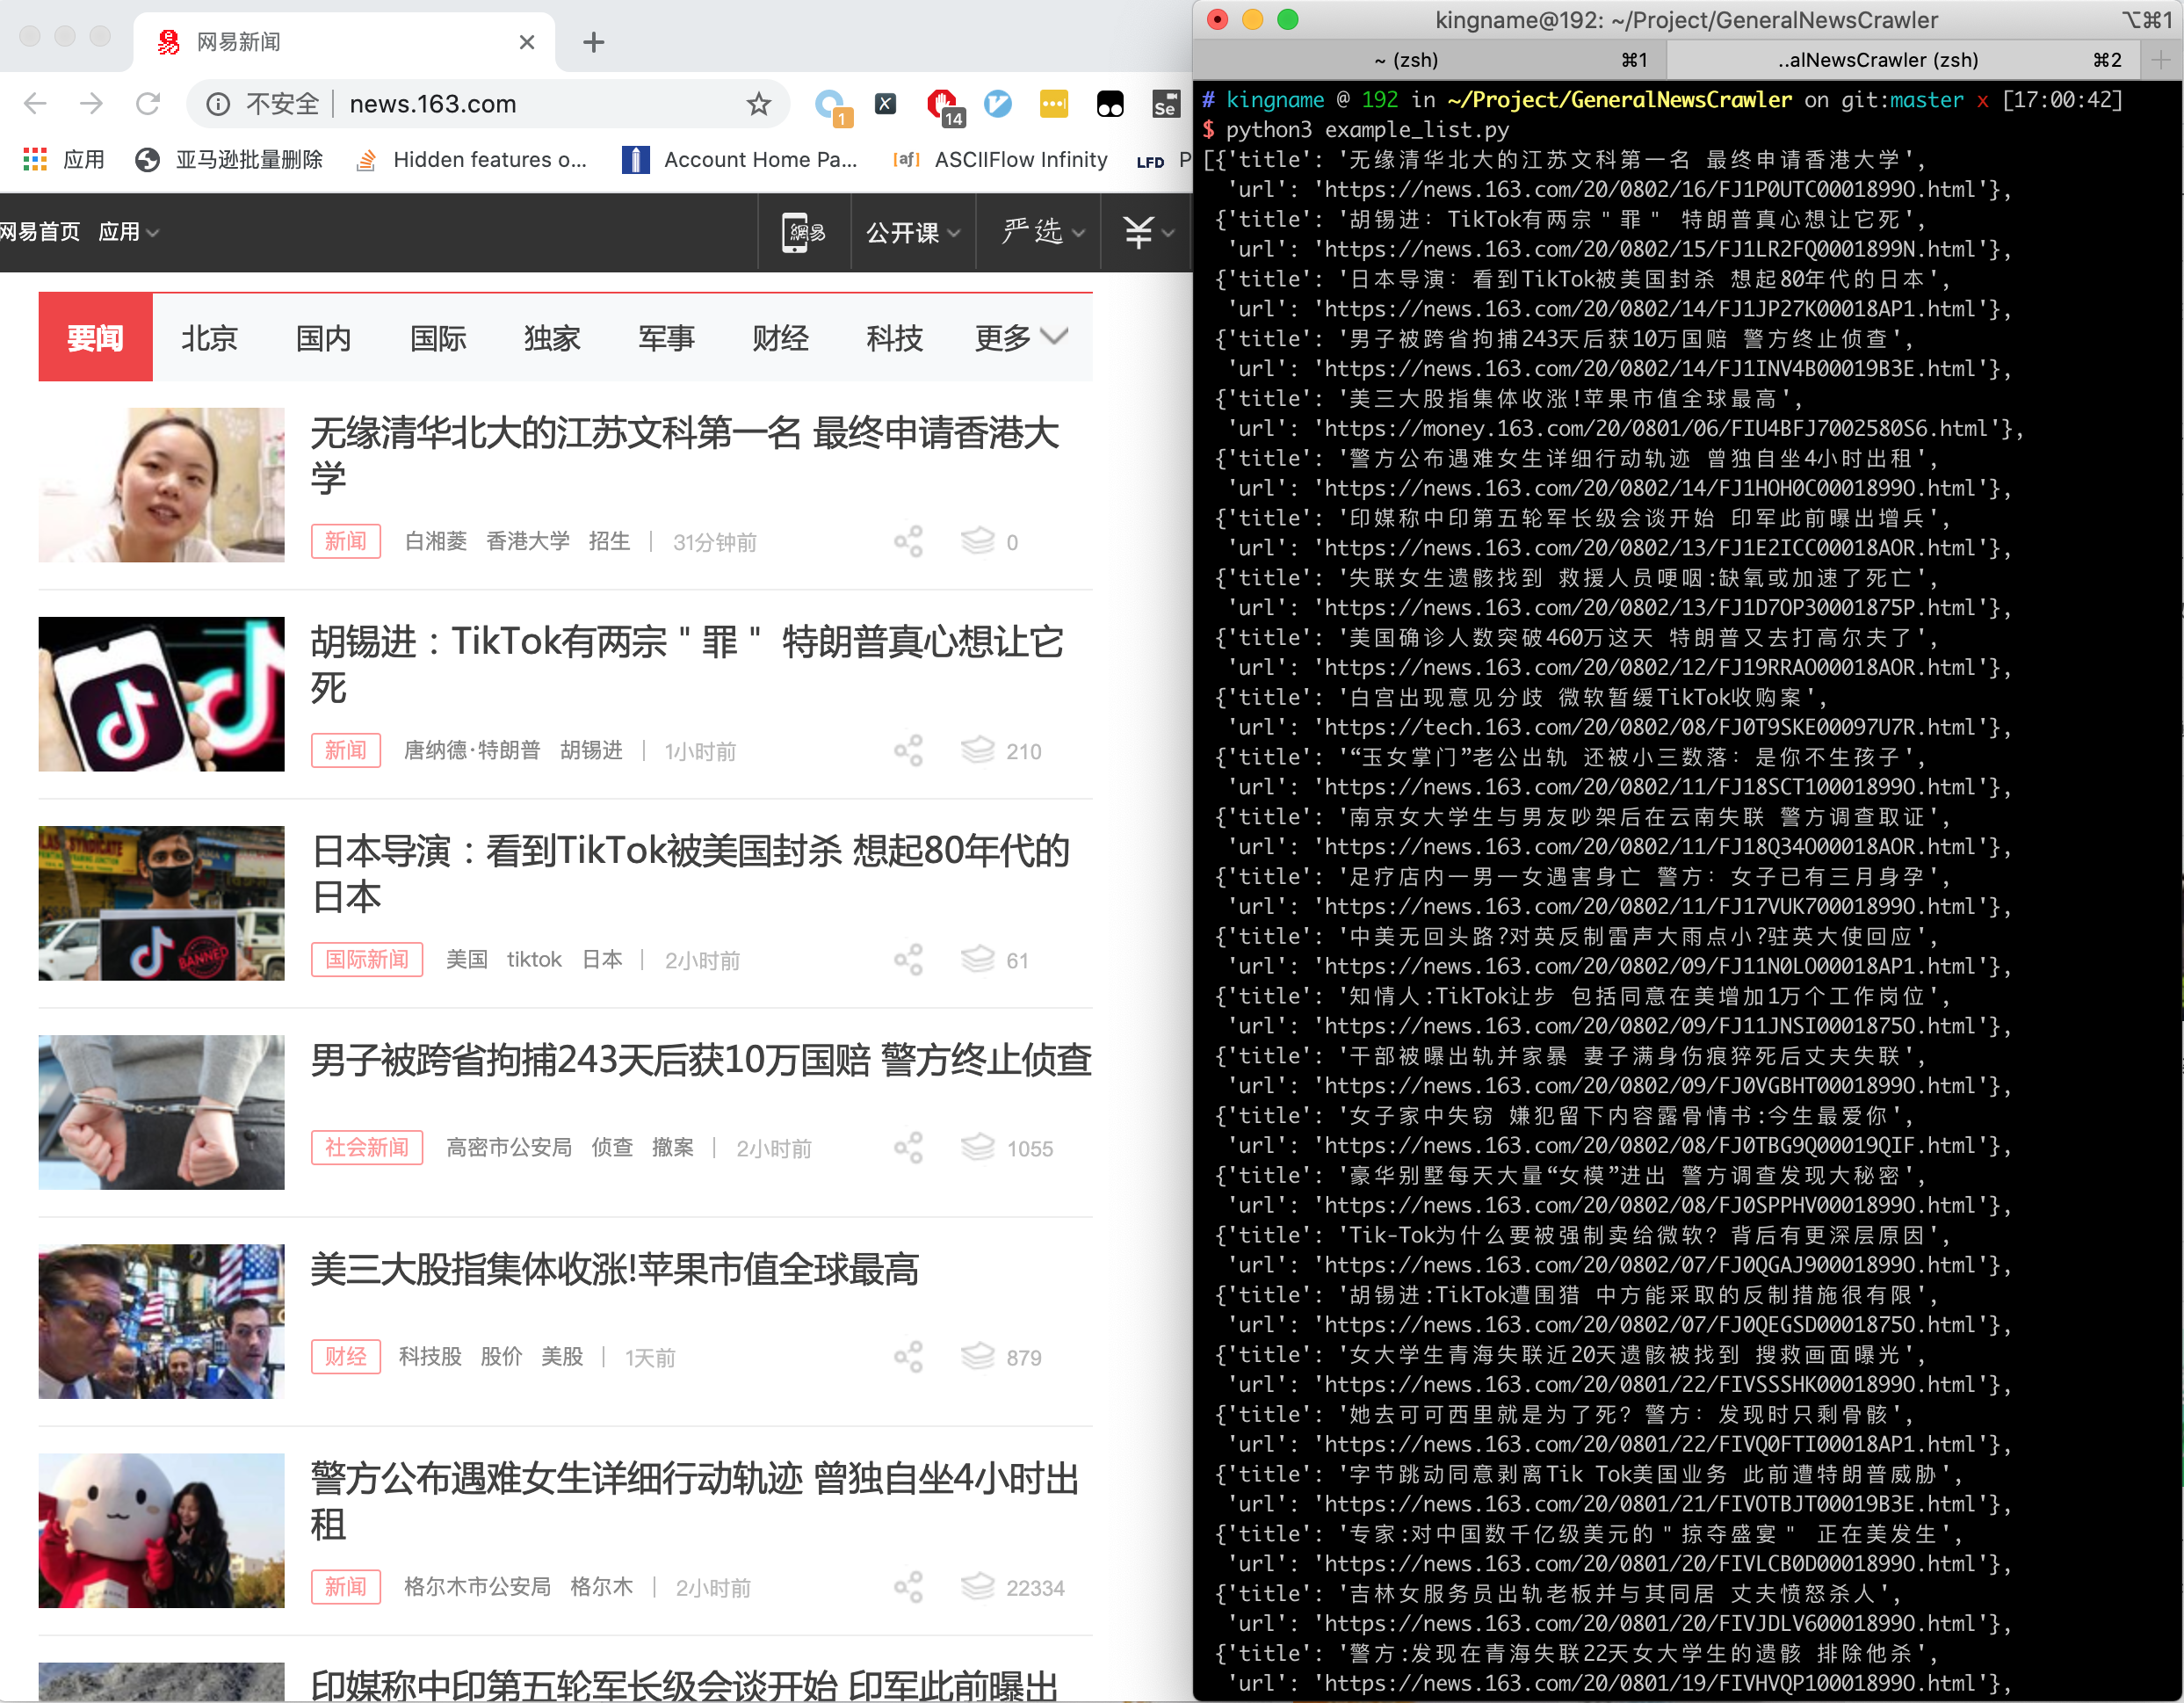 网易新闻
不安全 news.163.com
1
14
Se
应用 亚马逊批量删除 Hidden features o... Account Home Pa... [af] ASCIIFlow Infinity LFD P
网易首页 应用 網易 公开课 严选
要闻 北京 国内 国际 独家 军事 财经 科技 更多
无缘清华北大的江苏文科第一名 最终申请香港大
学
新闻 白湘菱 香港大学 招生 | 31分钟前 0
胡锡进：TikTok有两宗＂罪＂ 特朗普真心想让它
死
新闻 唐纳德·特朗普 胡锡进 | 1小时前 210
日本导演：看到TikTok被美国封杀 想起80年代的
日本
BANNED
国际新闻 美国 tiktok 日本 | 2小时前 61
男子被跨省拘捕243天后获10万国赔 警方终止侦查
社会新闻 高密市公安局 侦查 撤案 | 2小时前 1055
美三大股指集体收涨!苹果市值全球最高
财经 科技股 股价 美股 | 1天前 879
警方公布遇难女生详细行动轨迹 曾独自坐4小时出
租
新闻 格尔木市公安局 格尔木 | 2小时前 22334
印媒称中印第五轮军长级会谈开始 印军此前曝出
kingname@192: ~/Project/GeneralNewsCrawler ⌥⌘1
~ (zsh) ⌘1 ..alNewsCrawler (zsh) ⌘2
# kingname @ 192 in ~/Project/GeneralNewsCrawler on git:master x [17:00:42]
$ python3 example_list.py
[{'title': '无缘清华北大的江苏文科第一名 最终申请香港大学',
'url': 'https://news.163.com/20/0802/16/FJ1P0UTC0001899O.html'},
{'title': '胡锡进：TikTok有两宗＂罪＂ 特朗普真心想让它死',
'url': 'https://news.163.com/20/0802/15/FJ1LR2FQ0001899N.html'},
{'title': '日本导演：看到TikTok被美国封杀 想起80年代的日本',
'url': 'https://news.163.com/20/0802/14/FJ1JP27K00018AP1.html'},
{'title': '男子被跨省拘捕243天后获10万国赔 警方终止侦查',
'url': 'https://news.163.com/20/0802/14/FJ1INV4B00019B3E.html'},
{'title': '美三大股指集体收涨!苹果市值全球最高',
'url': 'https://money.163.com/20/0801/06/FIU4BFJ7002580S6.html'},
{'title': '警方公布遇难女生详细行动轨迹 曾独自坐4小时出租',
'url': 'https://news.163.com/20/0802/14/FJ1HOH0C0001899O.html'},
{'title': '印媒称中印第五轮军长级会谈开始 印军此前曝出增兵',
'url': 'https://news.163.com/20/0802/13/FJ1E2ICC00018AOR.html'},
{'title': '失联女生遗骸找到 救援人员哽咽:缺氧或加速了死亡',
'url': 'https://news.163.com/20/0802/13/FJ1D7OP30001875P.html'},
{'title': '美国确诊人数突破460万这天 特朗普又去打高尔夫了',
'url': 'https://news.163.com/20/0802/12/FJ19RRAO00018AOR.html'},
{'title': '白宫出现意见分歧 微软暂缓TikTok收购案',
'url': 'https://tech.163.com/20/0802/08/FJ0T9SKE00097U7R.html'},
{'title': '“玉女掌门”老公出轨 还被小三数落：是你不生孩子',
'url': 'https://news.163.com/20/0802/11/FJ18SCT10001899O.html'},
{'title': '南京女大学生与男友吵架后在云南失联 警方调查取证',
'url': 'https://news.163.com/20/0802/11/FJ18Q34O00018AOR.html'},
{'title': '足疗店内一男一女遇害身亡 警方：女子已有三月身孕',
'url': 'https://news.163.com/20/0802/11/FJ17VUK70001899O.html'},
{'title': '中美无回头路?对英反制雷声大雨点小?驻英大使回应',
'url': 'https://news.163.com/20/0802/09/FJ11N0LO00018AP1.html'},
{'title': '知情人:TikTok让步 包括同意在美增加1万个工作岗位',
'url': 'https://news.163.com/20/0802/09/FJ11JNSI0001875O.html'},
{'title': '干部被曝出轨并家暴 妻子满身伤痕猝死后丈夫失联',
'url': 'https://news.163.com/20/0802/09/FJ0VGBHT0001899O.html'},
{'title': '女子家中失窃 嫌犯留下内容露骨情书:今生最爱你',
'url': 'https://news.163.com/20/0802/08/FJ0TBG9Q00019QIF.html'},
{'title': '豪华别墅每天大量“女模”进出 警方调查发现大秘密',
'url': 'https://news.163.com/20/0802/08/FJ0SPPHV0001899O.html'},
{'title': 'Tik-Tok为什么要被强制卖给微软？背后有更深层原因',
'url': 'https://news.163.com/20/0802/07/FJ0QGAJ90001899O.html'},
{'title': '胡锡进:TikTok遭围猎 中方能采取的反制措施很有限',
'url': 'https://news.163.com/20/0802/07/FJ0QEGSD0001875O.html'},
{'title': '女大学生青海失联近20天遗骸被找到 搜救画面曝光',
'url': 'https://news.163.com/20/0801/22/FIVSSSHK0001899O.html'},
{'title': '她去可可西里就是为了死？警方：发现时只剩骨骸',
'url': 'https://news.163.com/20/0801/22/FIVQ0FTI00018AP1.html'},
{'title': '字节跳动同意剥离Tik Tok美国业务 此前遭特朗普威胁',
'url': 'https://news.163.com/20/0801/21/FIVOTBJT00019B3E.html'},
{'title': '专家:对中国数千亿级美元的＂掠夺盛宴＂ 正在美发生',
'url': 'https://news.163.com/20/0801/20/FIVLCB0D0001899O.html'},
{'title': '吉林女服务员出轨老板并与其同居 丈夫愤怒杀人',
'url': 'https://news.163.com/20/0801/20/FIVJDLV60001899O.html'},
{'title': '警方:发现在青海失联22天女大学生的遗骸 排除他杀',
'url': 'https://news.163.com/20/0801/19/FIVHVQP10001899O.html'},